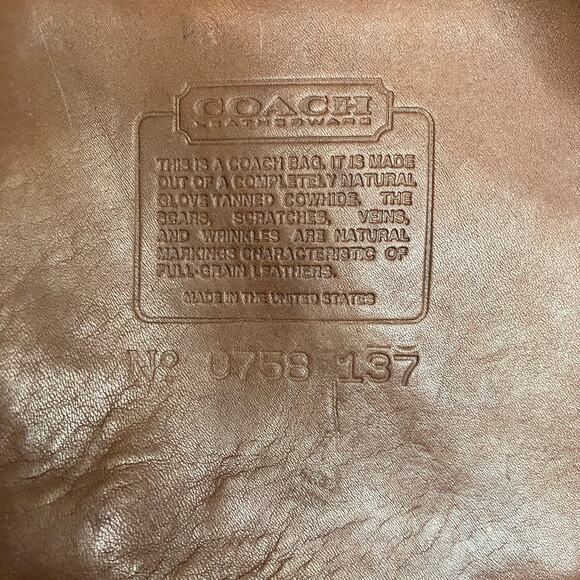 COACH
LEATHERWARE
THIS IS A COACH BAG. IT IS MADE
OUT OF A COMPLETELY NATURAL
GLOVE TANNED COWHIDE. THE
SCARS, SCRATCHES, VEINS,
AND WRINKLES ARE NATURAL
MARKINGS CHARACTERISTIC OF
FULL-GRAIN LEATHERS.
MADE IN THE UNITED STATES
Nº 0758 137